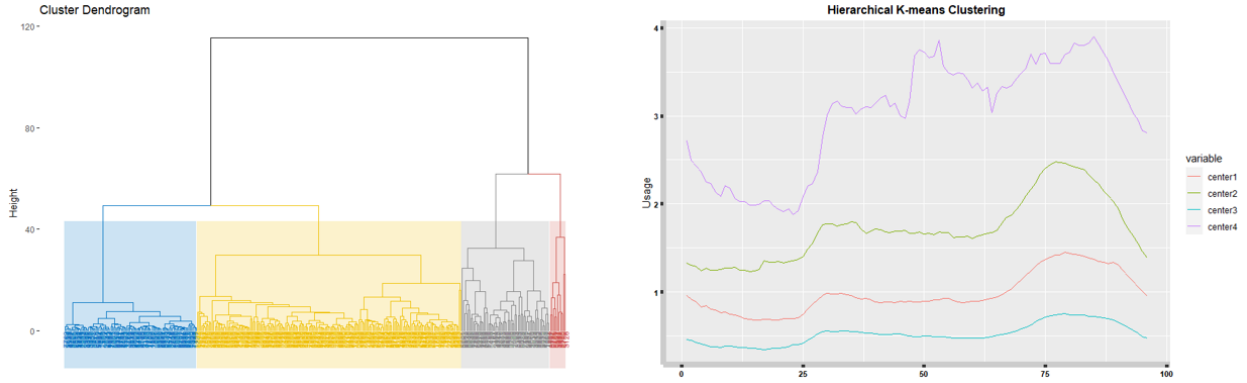 Cluster Dendrogram
120
80
40
0
Height
Hierarchical K-means Clustering
4
3
2
1
Usage
0
25
50
75
100
variable
center1
center2
center3
center4